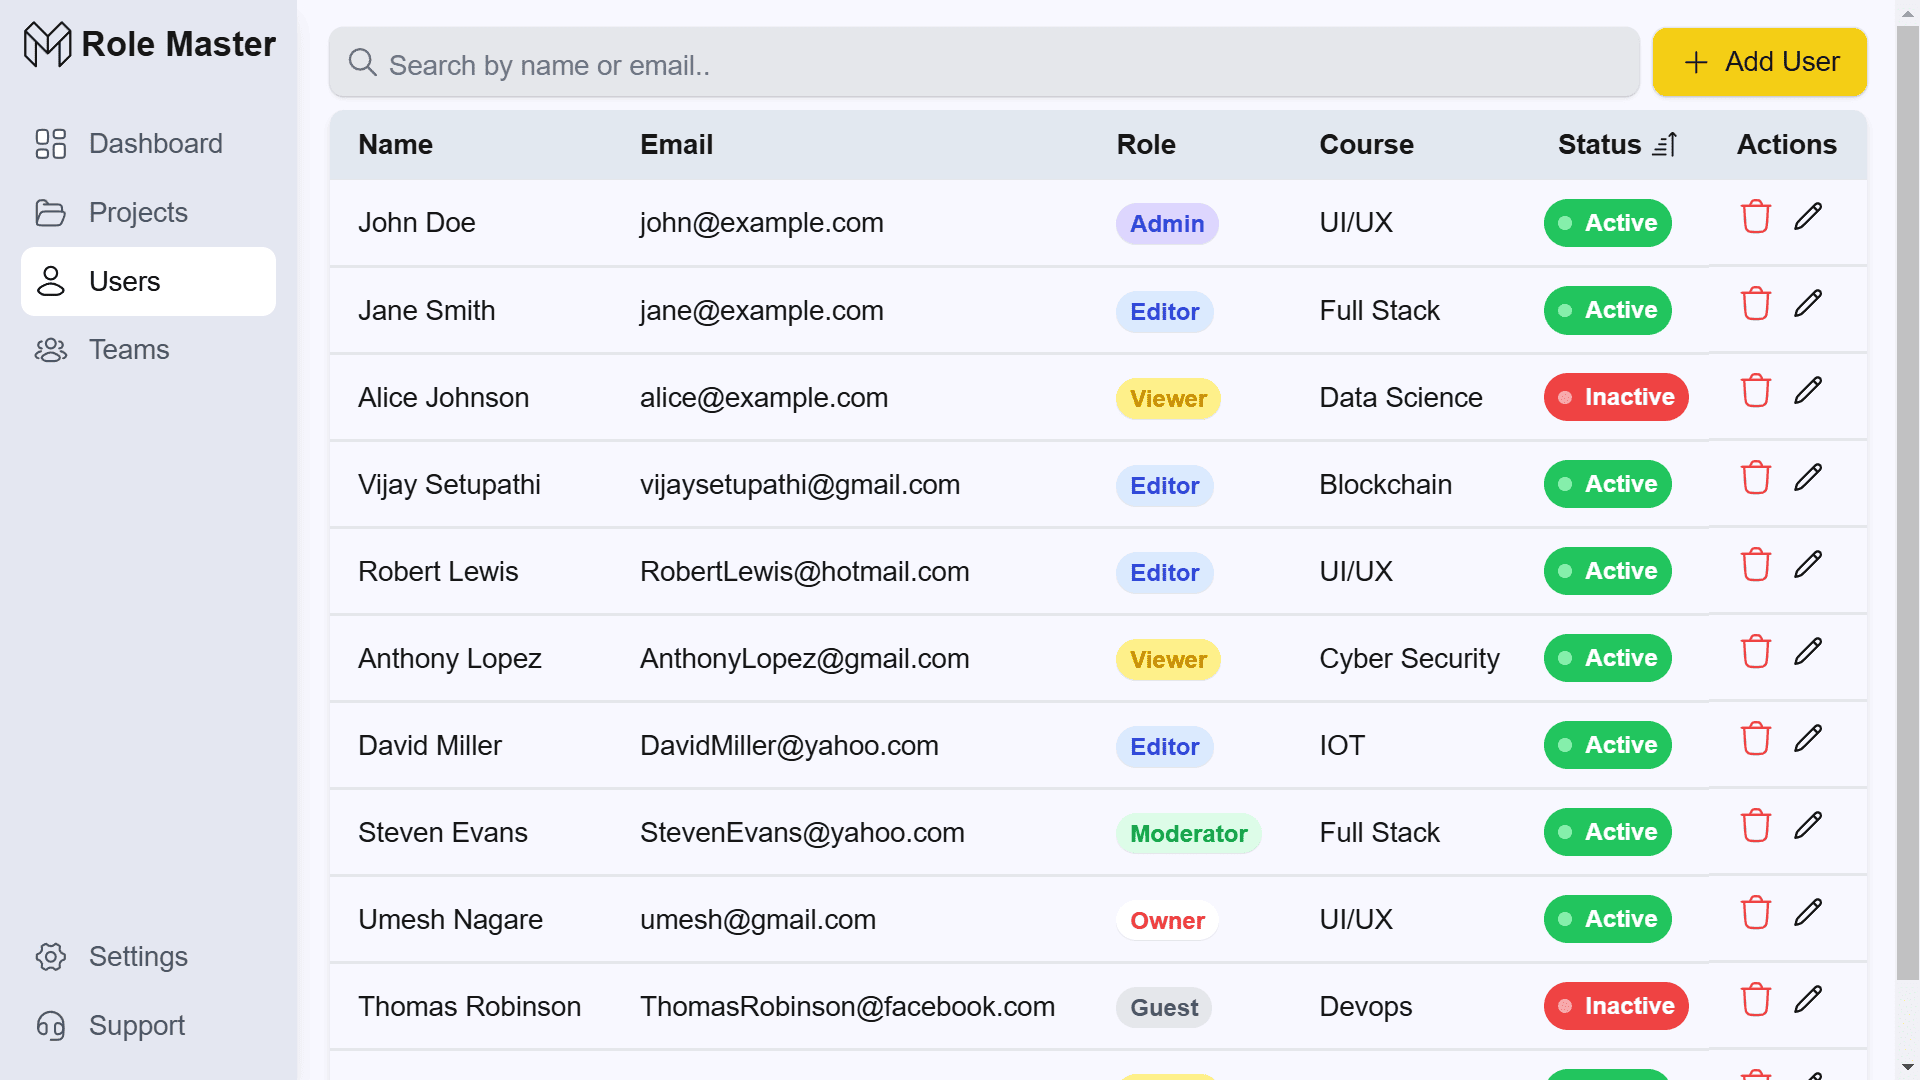 Role Master
Dashboard
Projects
Users
Teams
Settings
Support
Search by name or email..
Add User
Name Email Role Course Status Actions
John Doe john@example.com Admin UI/UX Active
Jane Smith jane@example.com Editor Full Stack Active
Alice Johnson alice@example.com Viewer Data Science Inactive
Vijay Setupathi vijaysetupathi@gmail.com Editor Blockchain Active
Robert Lewis RobertLewis@hotmail.com Editor UI/UX Active
Anthony Lopez AnthonyLopez@gmail.com Viewer Cyber Security Active
David Miller DavidMiller@yahoo.com Editor IOT Active
Steven Evans StevenEvans@yahoo.com Moderator Full Stack Active
Umesh Nagare umesh@gmail.com Owner UI/UX Active
Thomas Robinson ThomasRobinson@facebook.com Guest Devops Inactive